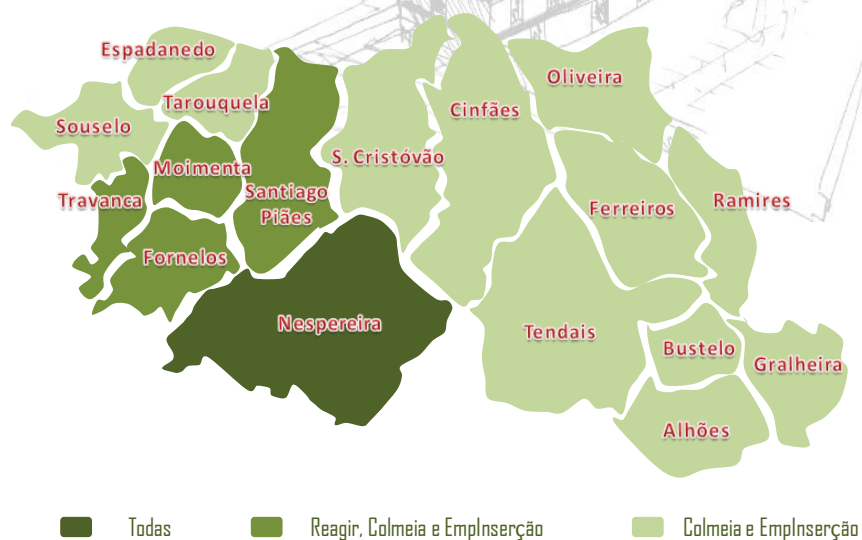 Espadanedo
Oliveira
Tarouquela
Cinfães
Souselo
S. Cristóvão
Moimenta
Santiago
Piães
Travanca
Ramires
Ferreiros
Fornelos
Nespereira
Tendais
Bustelo
Gralheira
Alhões
Todas
Reagir, Colmeia e EmpInserção
Colmeia e EmpInserção